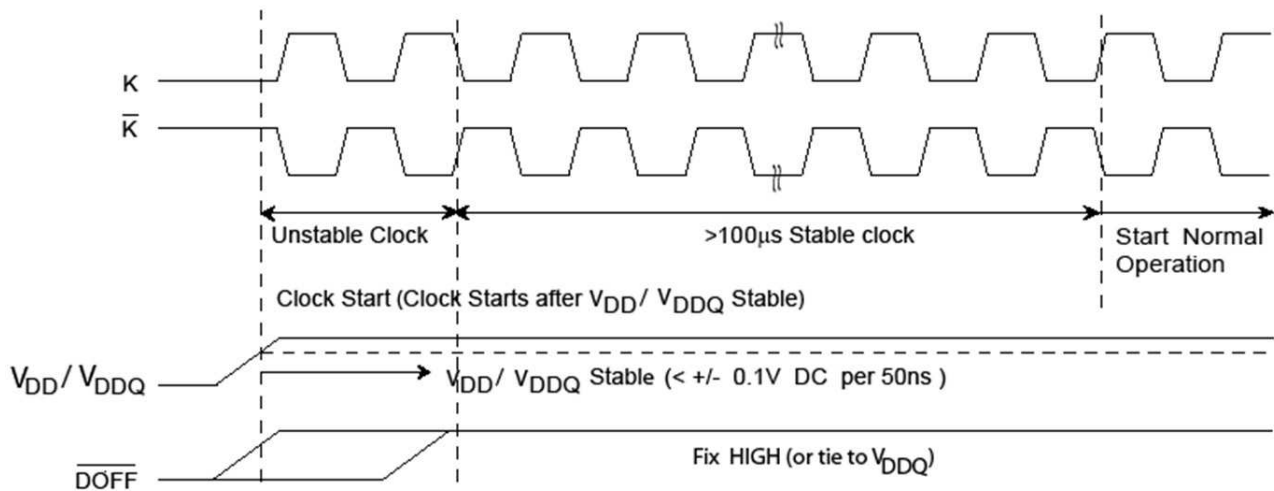 K
K̅
Unstable Clock
>100μs Stable clock
Start Normal
Operation
Clock Start (Clock Starts after VDD/ VDDQ Stable)
VDD/ VDDQ
VDD/ VDDQ Stable (< +/- 0.1V DC per 50ns )
D̅O̅F̅F̅
Fix HIGH (or tie to VDDQ)